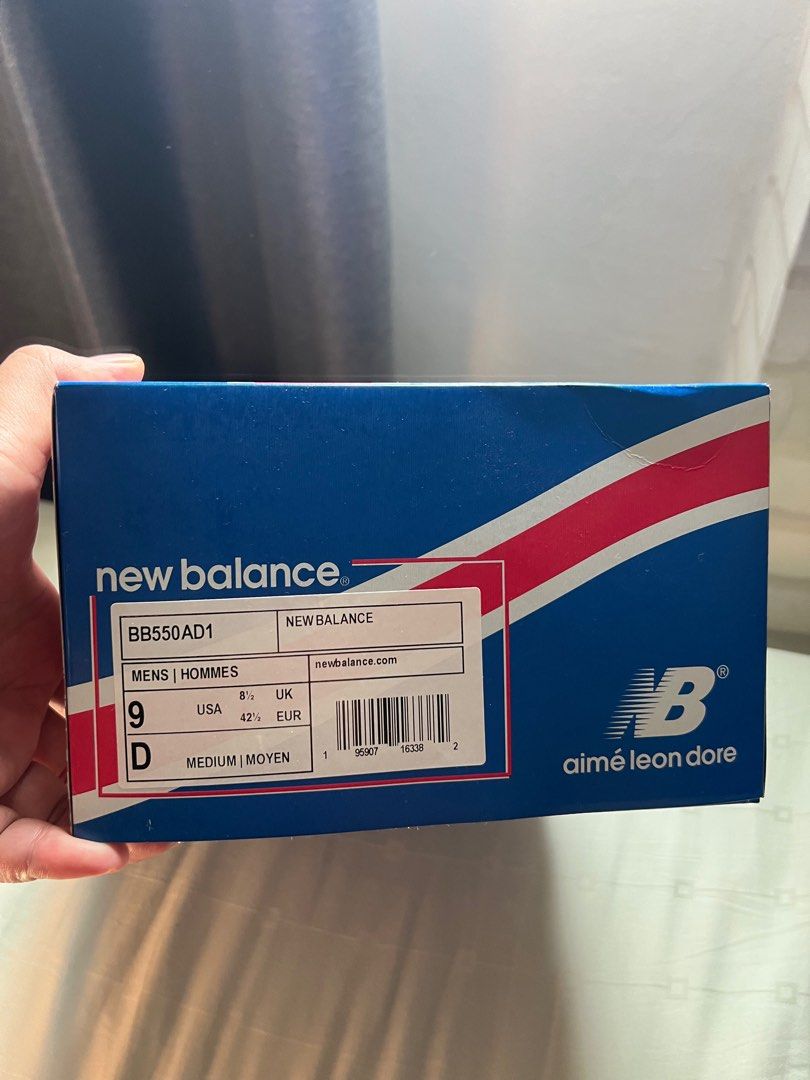 new balance®
BB550AD1
NEW BALANCE
MENS | HOMMES
newbalance.com
9 USA 8½ UK
42½ EUR
D MEDIUM | MOYEN
1 95907 16338 2
NB®
aimé leon dore